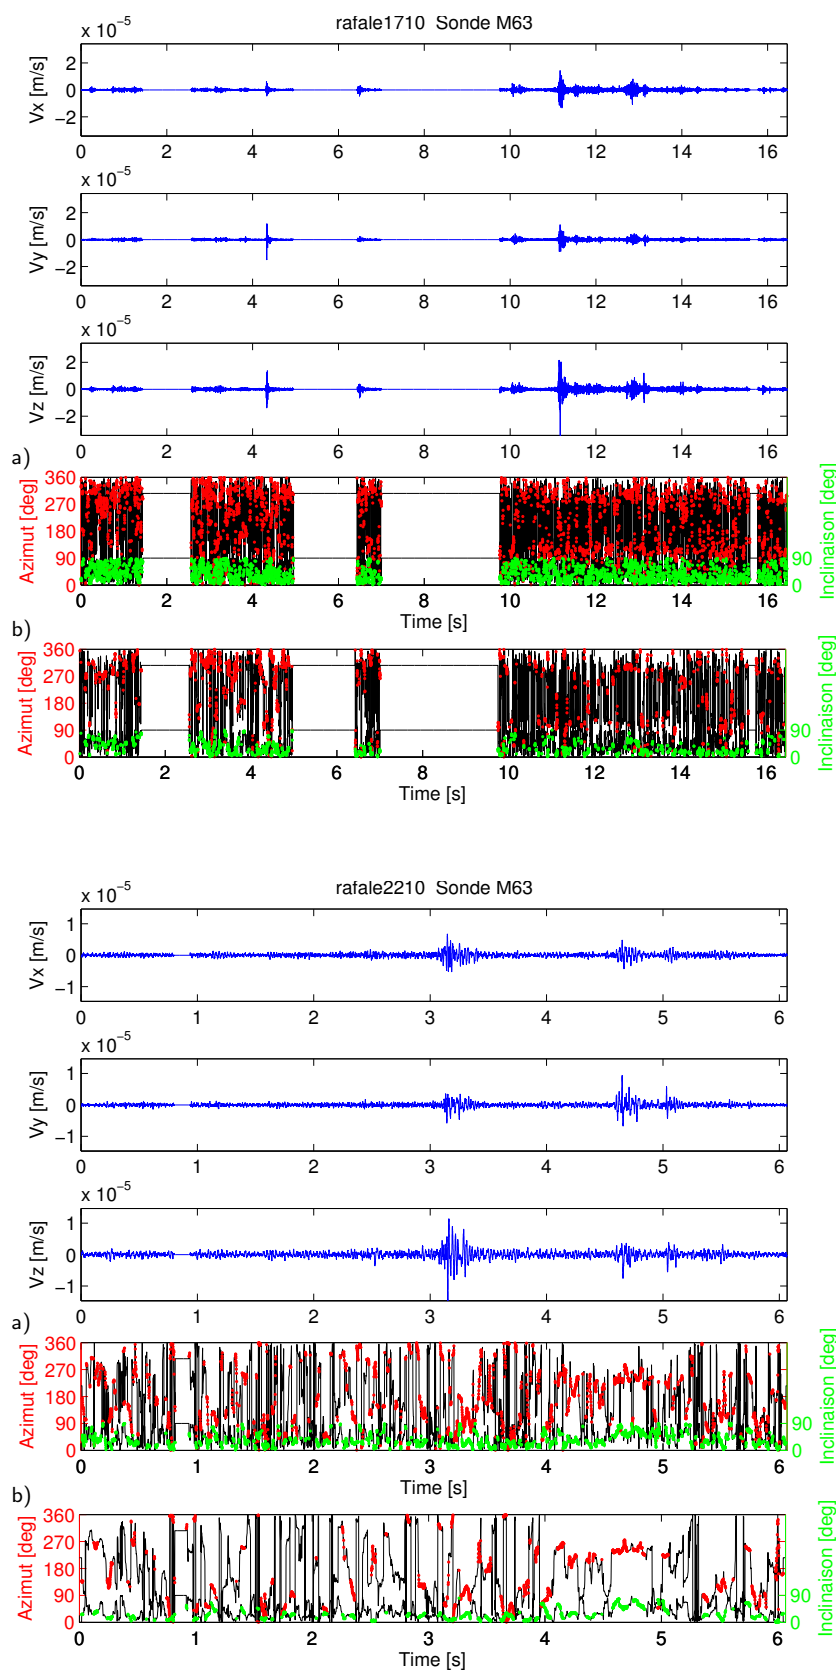 rafale1710 Sonde M63
x 10⁻⁵
Vx [m/s]
2
0
−2
0 2 4 6 8 10 12 14 16
x 10⁻⁵
Vy [m/s]
2
0
−2
0 2 4 6 8 10 12 14 16
x 10⁻⁵
Vz [m/s]
2
0
−2
0 2 4 6 8 10 12 14 16
a)
Azimut [deg]
360
270
180
90
0
Inclinaison [deg]
90
0
0 2 4 6 8 10 12 14 16
Time [s]
b)
Azimut [deg]
360
270
180
90
0
Inclinaison [deg]
90
0
0 2 4 6 8 10 12 14 16
Time [s]
rafale2210 Sonde M63
x 10⁻⁵
Vx [m/s]
1
0
−1
0 1 2 3 4 5 6
x 10⁻⁵
Vy [m/s]
1
0
−1
0 1 2 3 4 5 6
x 10⁻⁵
Vz [m/s]
1
0
−1
0 1 2 3 4 5 6
a)
Azimut [deg]
360
270
180
90
0
Inclinaison [deg]
90
0
0 1 2 3 4 5 6
Time [s]
b)
Azimut [deg]
360
270
180
90
0
Inclinaison [deg]
90
0
0 1 2 3 4 5 6
Time [s]